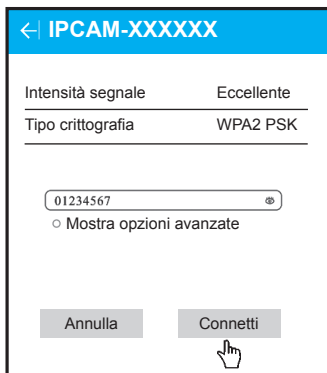 IPCAM-XXXXXX
Intensità segnale Eccellente
Tipo crittografia WPA2 PSK
01234567
Mostra opzioni avanzate
Annulla Connetti